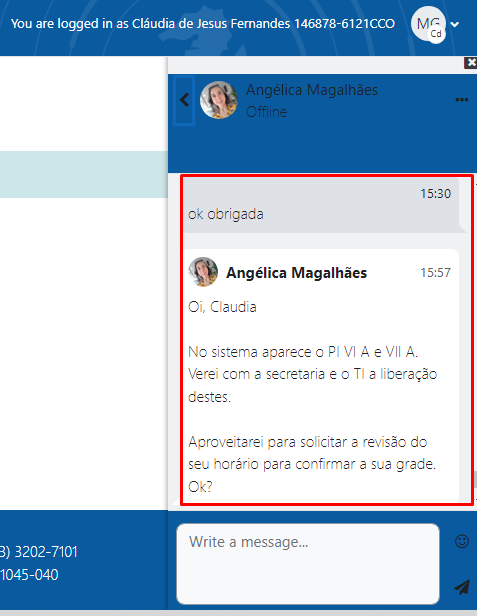 You are logged in as Cláudia de Jesus Fernandes 146878-6121CCO
MG
Cd
Angélica Magalhães
Offline
15:30
ok obrigada
Angélica Magalhães 15:57
Oi, Claudia
No sistema aparece o PI VI A e VII A.
Verei com a secretaria e o TI a liberação
destes.
Aproveitarei para solicitar a revisão do
seu horário para confirmar a sua grade.
Ok?
3) 3202-7101
1045-040
Write a message...